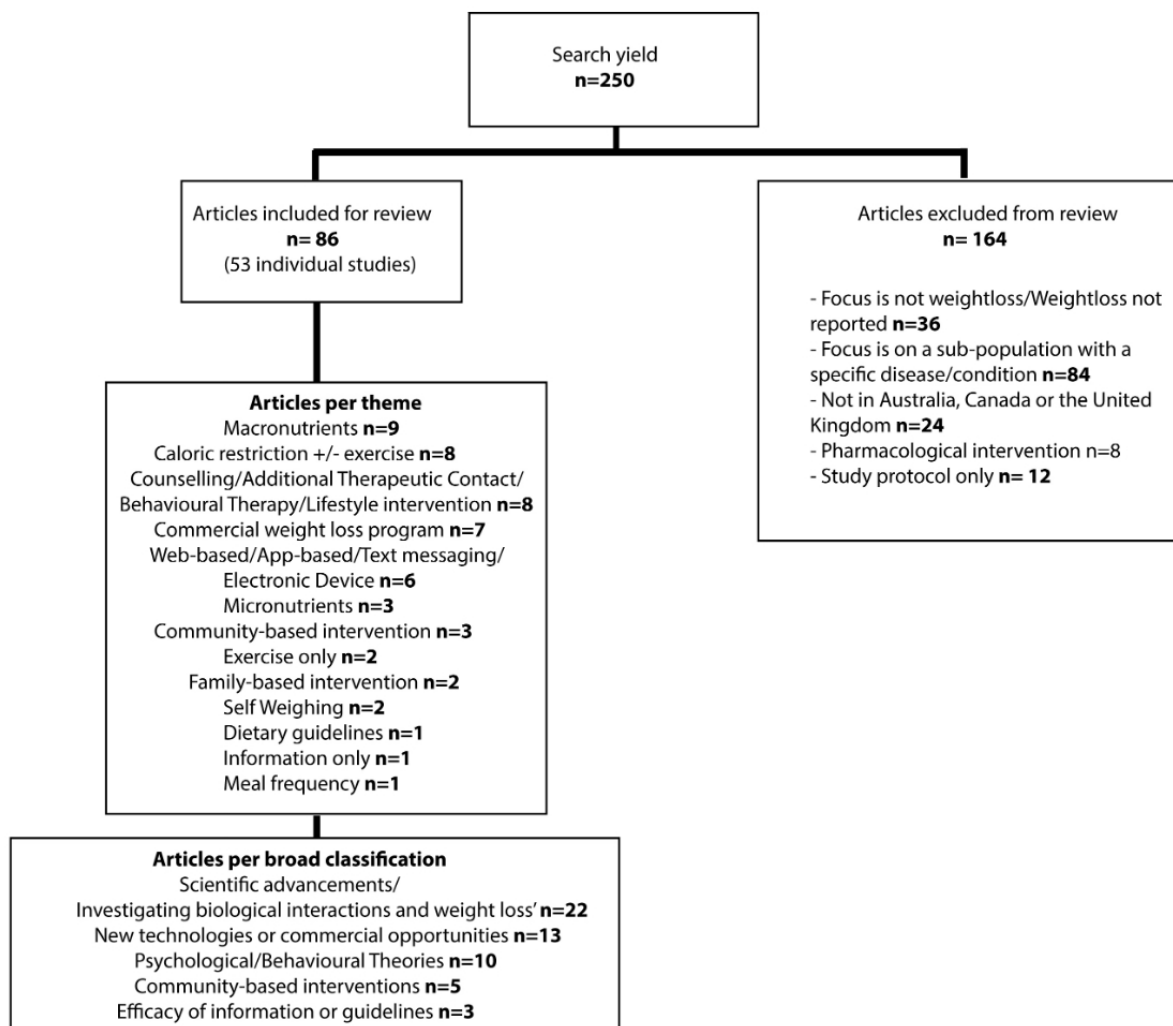 Search yield
n=250
Articles included for review
n= 86
(53 individual studies)
Articles excluded from review
n= 164
- Focus is not weightloss/Weightloss not
reported n=36
- Focus is on a sub-population with a
specific disease/condition n=84
- Not in Australia, Canada or the United
Kingdom n=24
- Pharmacological intervention n=8
- Study protocol only n= 12
Articles per theme
Macronutrients n=9
Caloric restriction +/- exercise n=8
Counselling/Additional Therapeutic Contact/
Behavioural Therapy/Lifestyle intervention n=8
Commercial weight loss program n=7
Web-based/App-based/Text messaging/
Electronic Device n=6
Micronutrients n=3
Community-based intervention n=3
Exercise only n=2
Family-based intervention n=2
Self Weighing n=2
Dietary guidelines n=1
Information only n=1
Meal frequency n=1
Articles per broad classification
Scientific advancements/
Investigating biological interactions and weight loss’ n=22
New technologies or commercial opportunities n=13
Psychological/Behavioural Theories n=10
Community-based interventions n=5
Efficacy of information or guidelines n=3